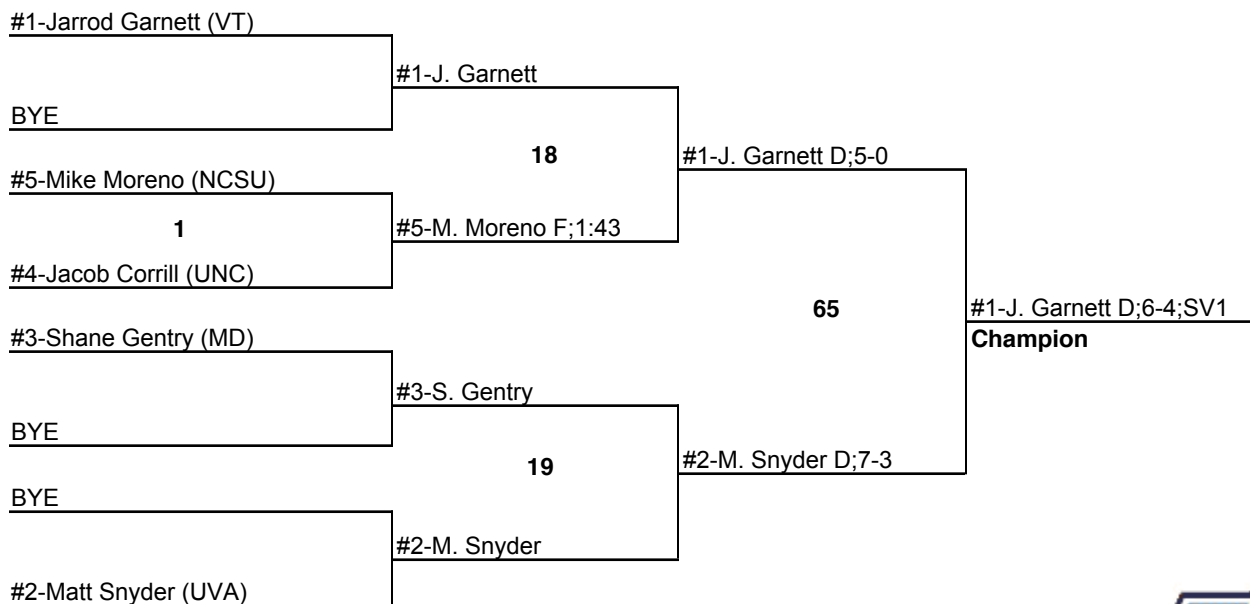 #1-Jarrod Garnett (VT)
#1-J. Garnett
BYE
18
#1-J. Garnett D;5-0
#5-Mike Moreno (NCSU)
1
#5-M. Moreno F;1:43
#4-Jacob Corrill (UNC)
65
#1-J. Garnett D;6-4;SV1
Champion
#3-Shane Gentry (MD)
#3-S. Gentry
BYE
19
#2-M. Snyder D;7-3
BYE
#2-M. Snyder
#2-Matt Snyder (UVA)